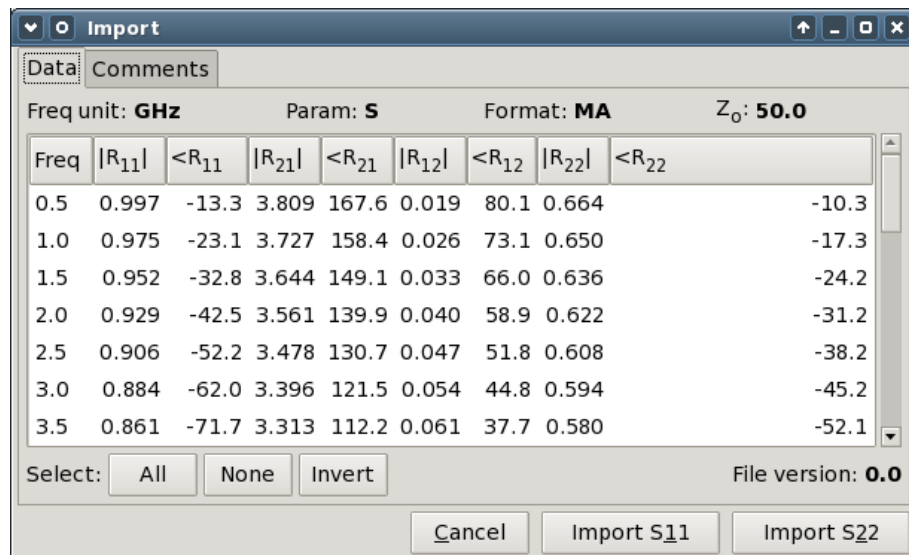 Import
Data Comments
Freq unit: GHz Param: S Format: MA Zo: 50.0
Freq |R11| <R11 |R21| <R21 |R12| <R12 |R22| <R22
0.5 0.997 -13.3 3.809 167.6 0.019 80.1 0.664 -10.3
1.0 0.975 -23.1 3.727 158.4 0.026 73.1 0.650 -17.3
1.5 0.952 -32.8 3.644 149.1 0.033 66.0 0.636 -24.2
2.0 0.929 -42.5 3.561 139.9 0.040 58.9 0.622 -31.2
2.5 0.906 -52.2 3.478 130.7 0.047 51.8 0.608 -38.2
3.0 0.884 -62.0 3.396 121.5 0.054 44.8 0.594 -45.2
3.5 0.861 -71.7 3.313 112.2 0.061 37.7 0.580 -52.1
Select: All None Invert File version: 0.0
Cancel Import S11 Import S22